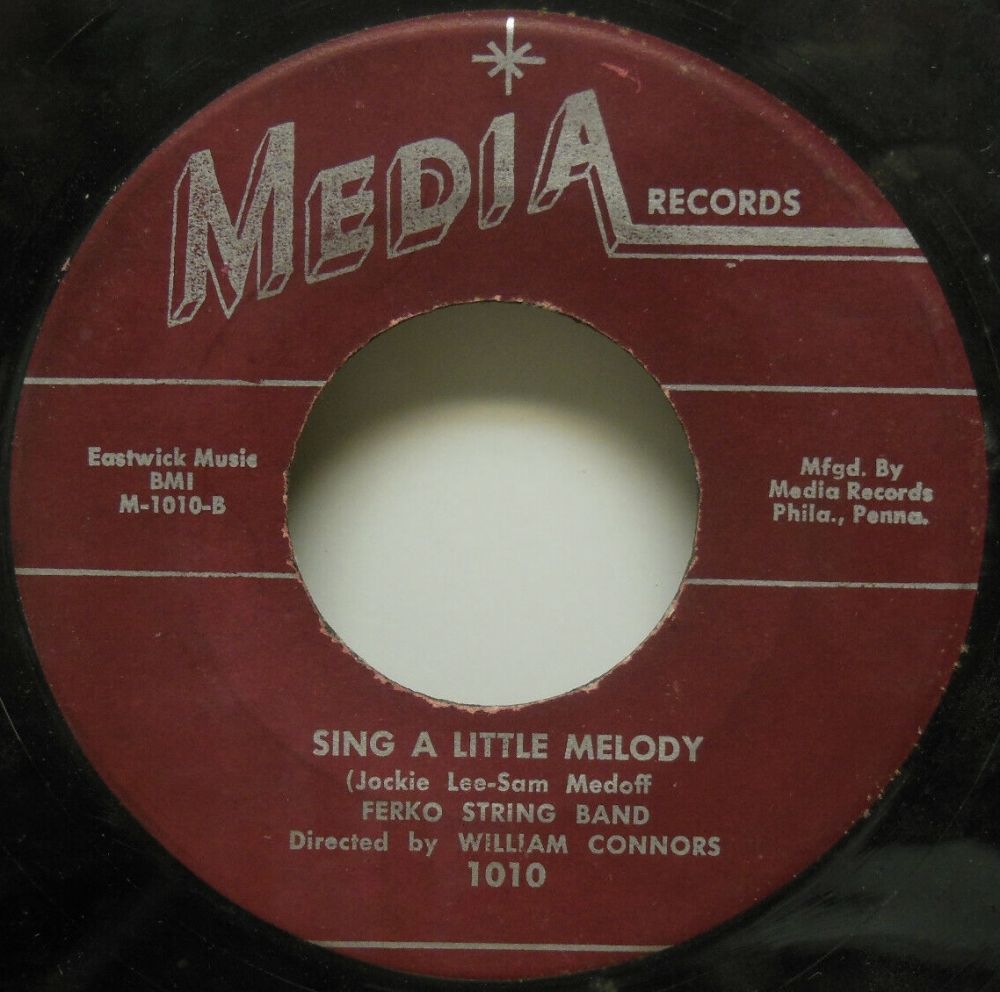 MEDIA
RECORDS
Eastwick Music
BMI
M-1010-B
Mfgd. By
Media Records
Phila., Penna.
SING A LITTLE MELODY
(Jockie Lee-Sam Medoff
FERKO STRING BAND
Directed by WILLIAM CONNORS
1010